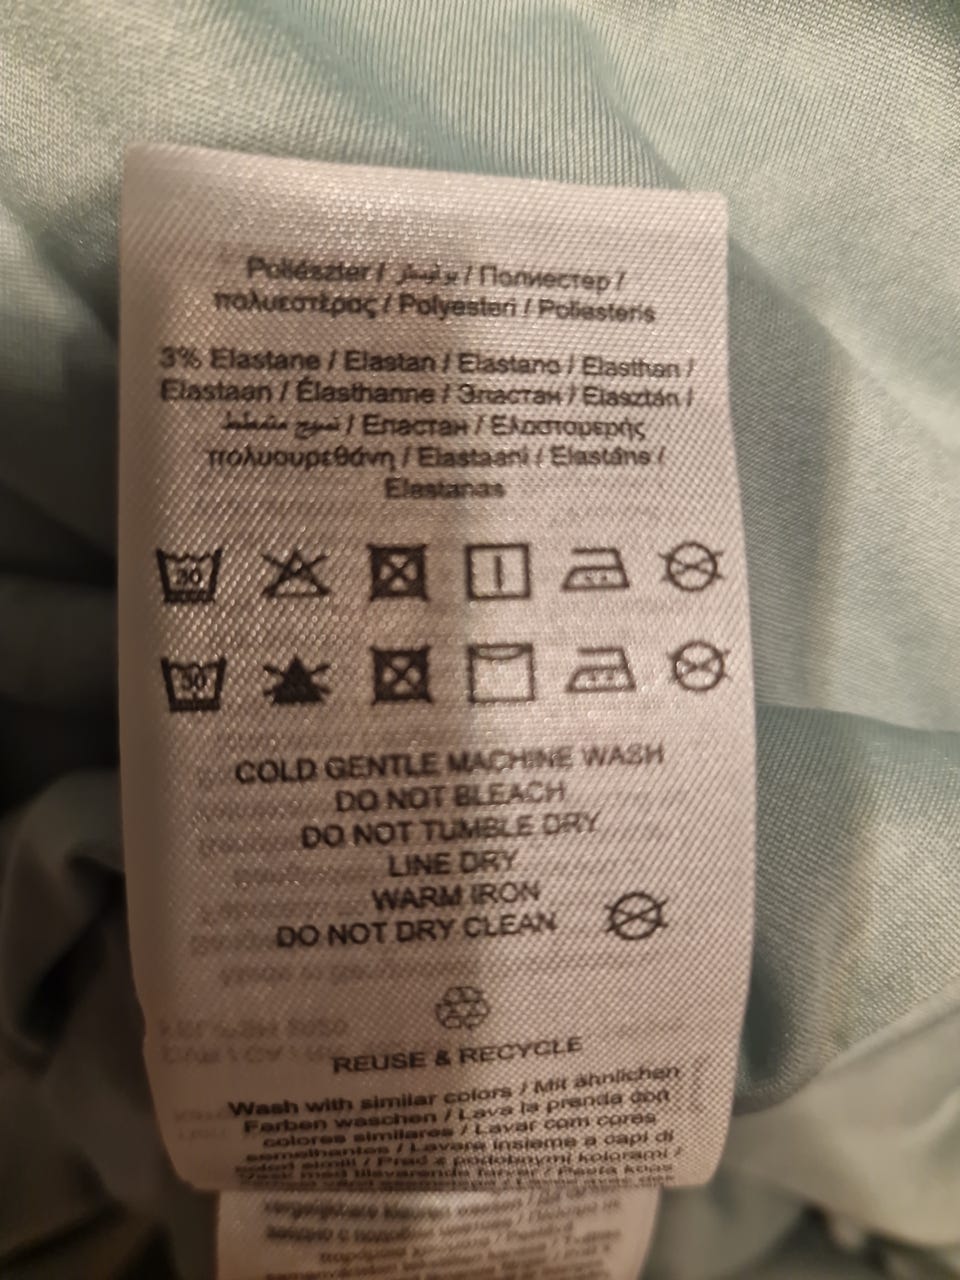 Poliészter / بوليستر / Полиестер /
πολυεστέρας / Polyesteri / Poliesteris
3% Elastane / Elastan / Elastano / Elasthan /
Elastaan / Élasthanne / Эластан / Elasztán /
نسيج مطط / Еластан / Ελαστομερής
πολυουρεθάνη / Elastaani / Elastāns /
Elastanas
30
30
COLD GENTLE MACHINE WASH
DO NOT BLEACH
DO NOT TUMBLE DRY
LINE DRY
WARM IRON
DO NOT DRY CLEAN
REUSE & RECYCLE
Wash with similar colors / Mit ähnlichen
Farben waschen / Lava la prenda con
colores similares / Lavar com cores
semelhantes / Lavare insieme a capi di
colori simili / Prać z podobnymi kolorami /